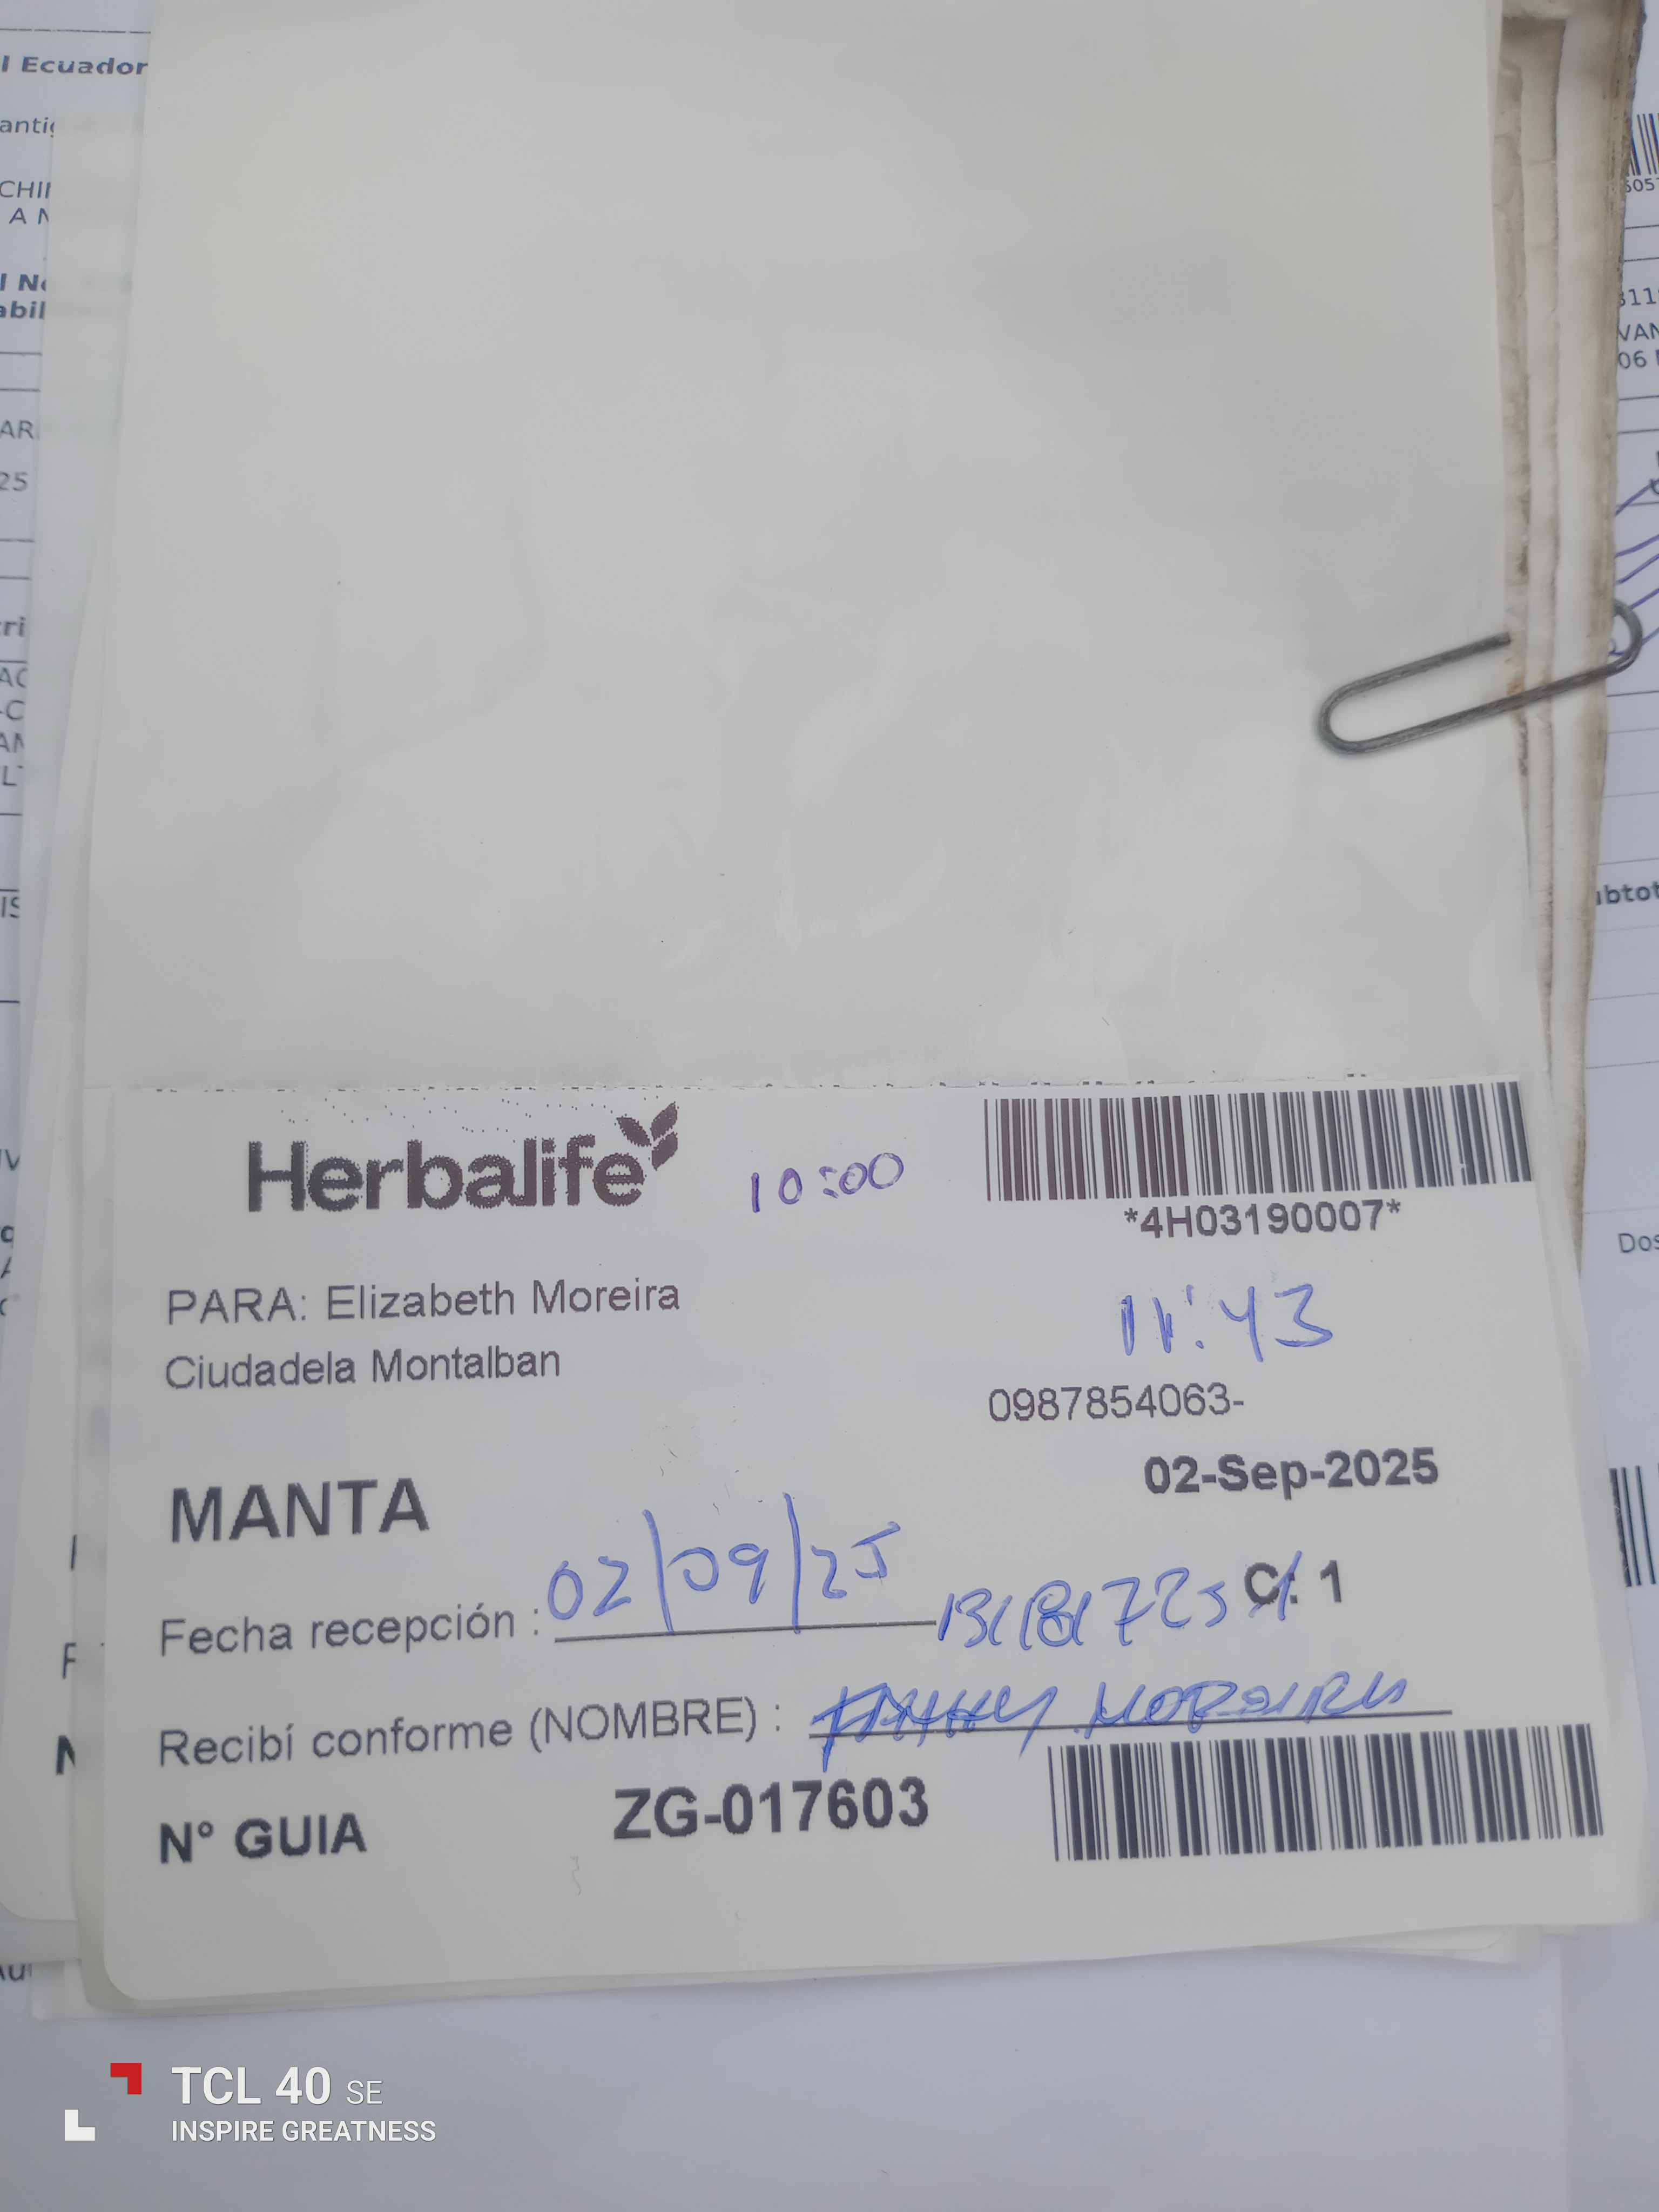 l Ecuador
Herbalife
10:00
*4H03190007*
PARA: Elizabeth Moreira
11:43
Ciudadela Montalban
0987854063-
02-Sep-2025
MANTA
Fecha recepción : 02/09/25
C: 1
Recibí conforme (NOMBRE) :
N° GUIA ZG-017603
TCL 40 SE
INSPIRE GREATNESS